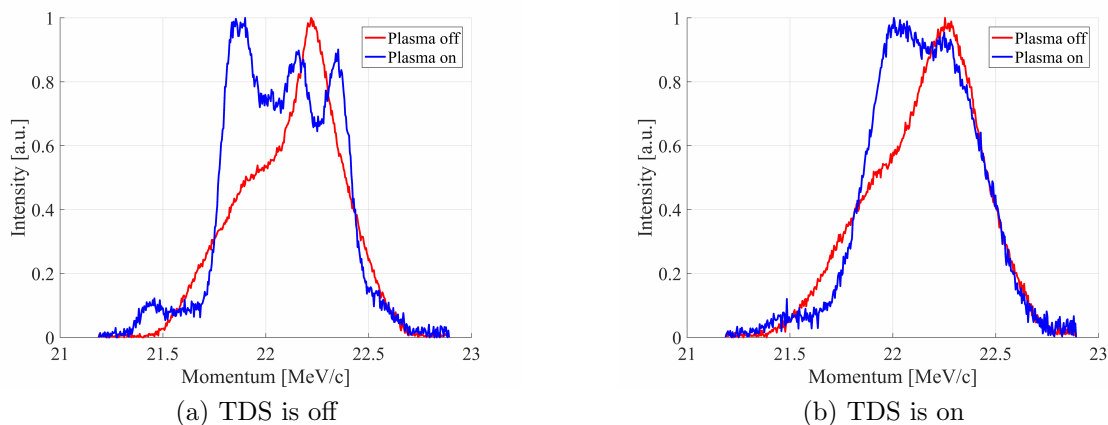 1
0.8
0.6
0.4
0.2
0
21
21.5
22
22.5
23
Intensity [a.u.]
Momentum [MeV/c]
Plasma off
Plasma on
(a) TDS is off
1
0.8
0.6
0.4
0.2
0
21
21.5
22
22.5
23
Intensity [a.u.]
Momentum [MeV/c]
Plasma off
Plasma on
(b) TDS is on